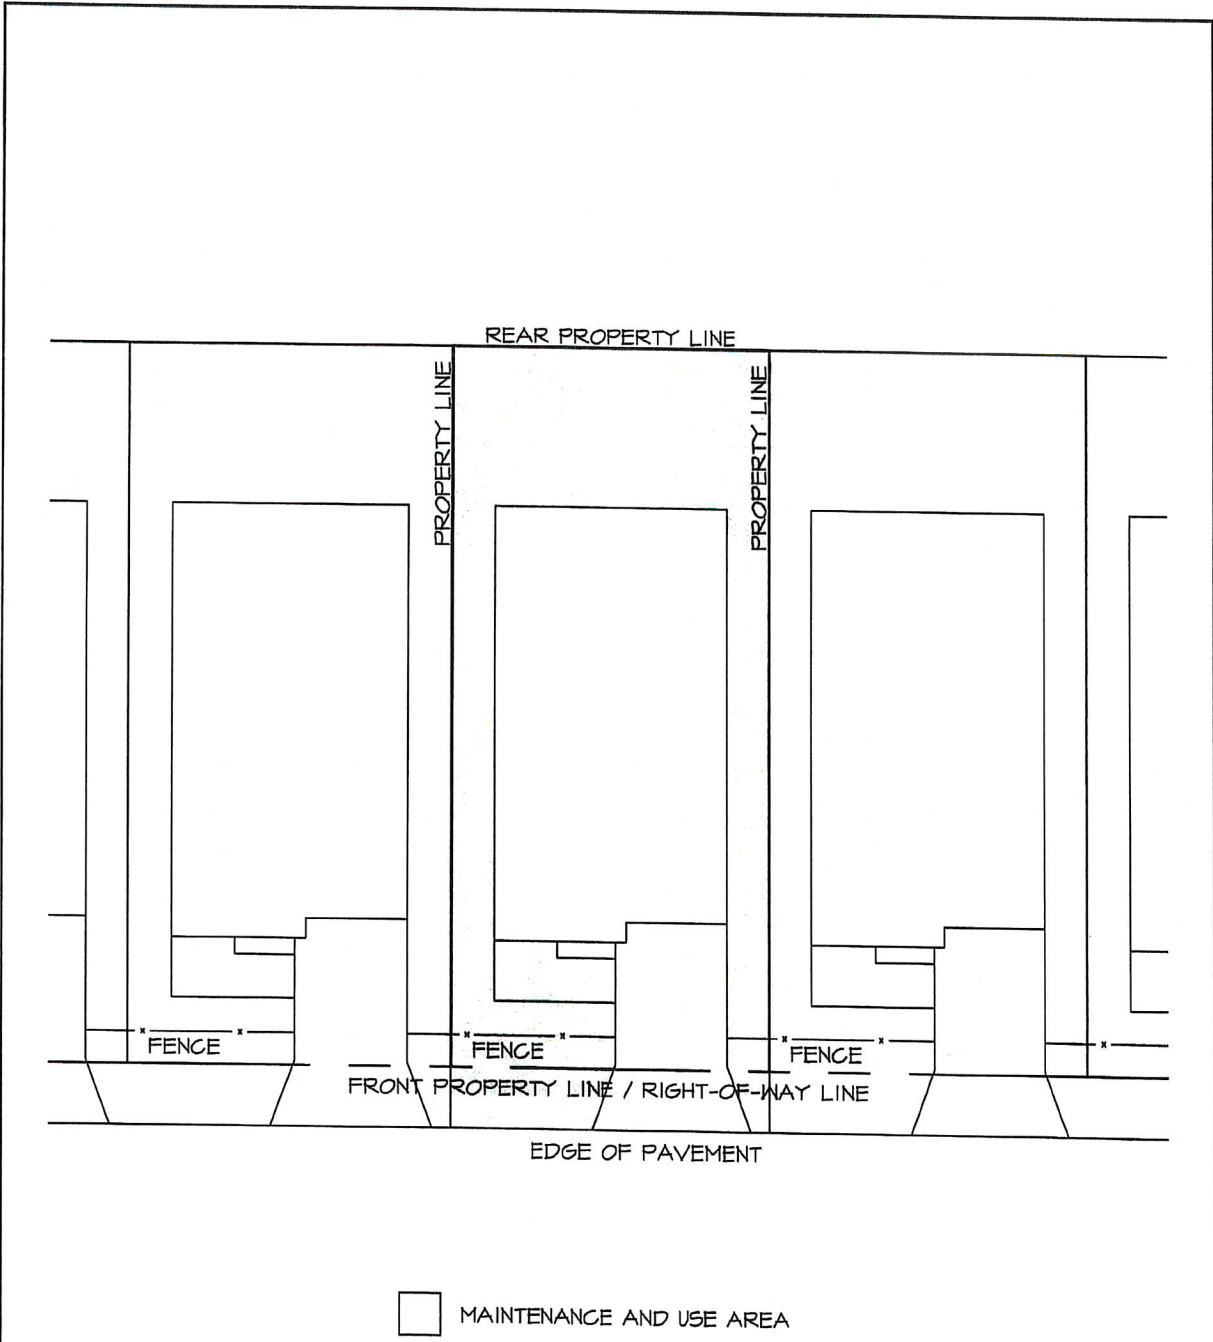 REAR PROPERTY LINE
PROPERTY LINE
PROPERTY LINE
FENCE
FENCE
FENCE
FRONT PROPERTY LINE / RIGHT-OF-WAY LINE
EDGE OF PAVEMENT
MAINTENANCE AND USE AREA